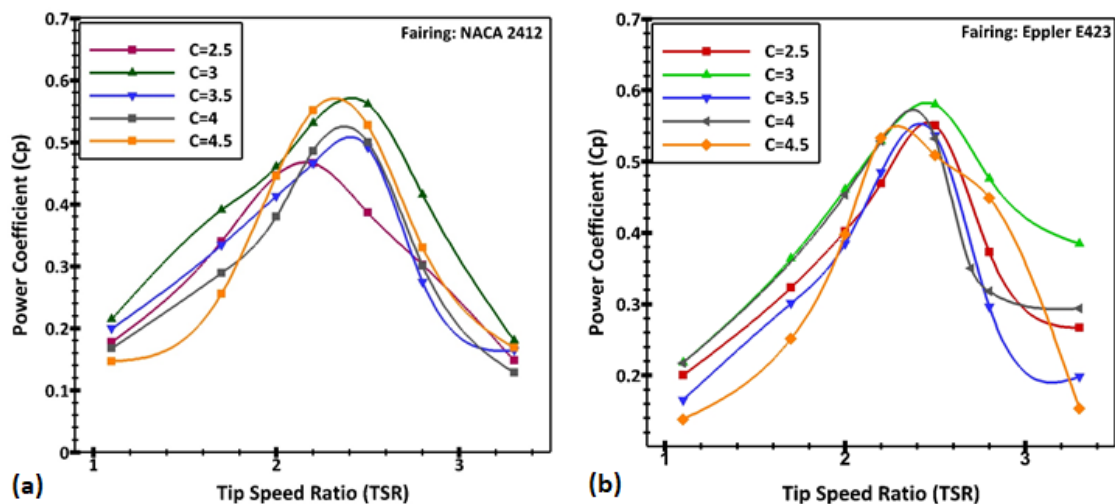 Fairing: NACA 2412
C=2.5
C=3
C=3.5
C=4
C=4.5
Power Coefficient (Cp)
0.7
0.6
0.5
0.4
0.3
0.2
0.1
0
1
2
3
Tip Speed Ratio (TSR)
(a)
Fairing: Eppler E423
C=2.5
C=3
C=3.5
C=4
C=4.5
Power Coefficient (Cp)
0.7
0.6
0.5
0.4
0.3
0.2
1
2
3
Tip Speed Ratio (TSR)
(b)